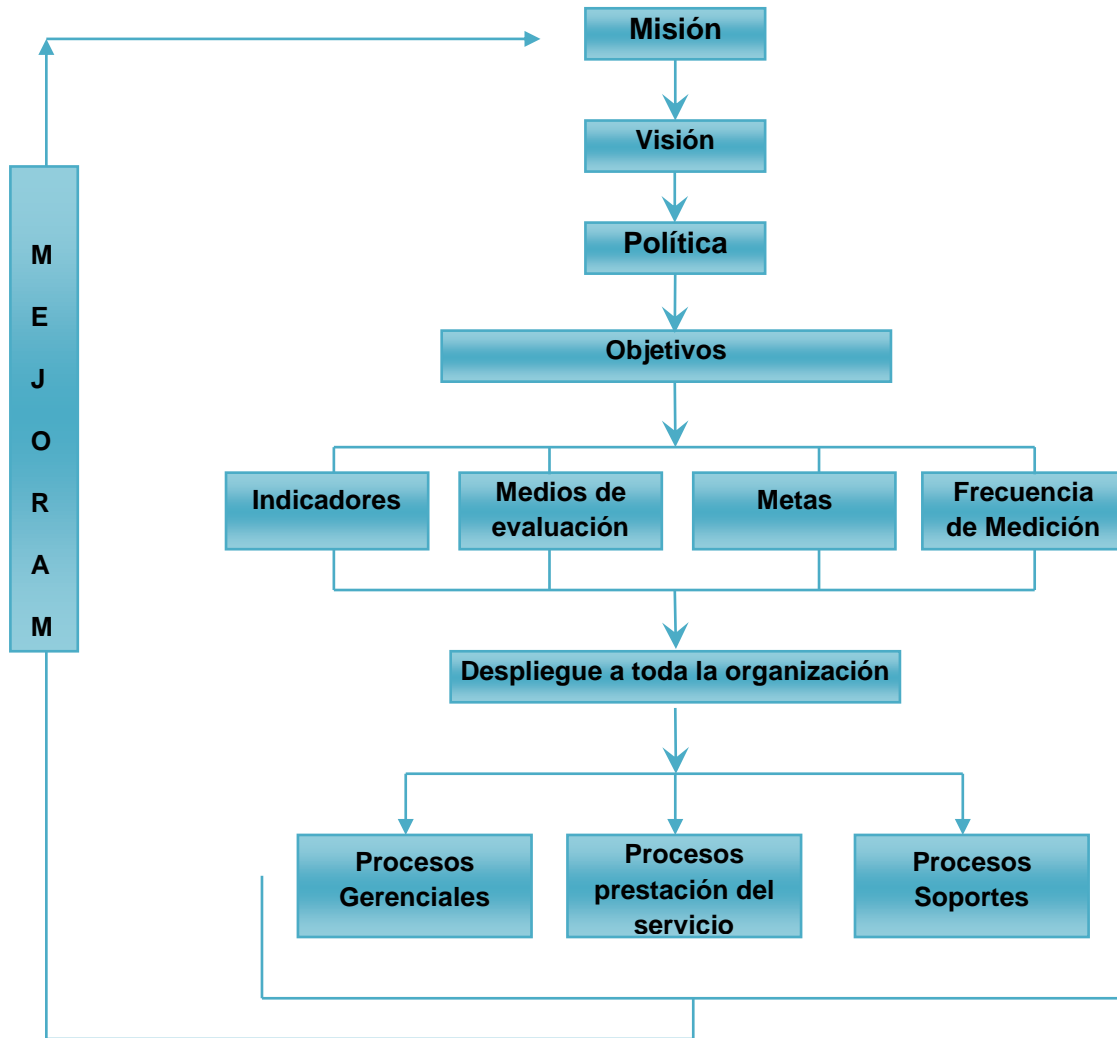 Misión
Visión
Política
Objetivos
Indicadores
Medios de
evaluación
Metas
Frecuencia
de Medición
Despliegue a toda la organización
Procesos
Gerenciales
Procesos
prestación del
servicio
Procesos
Soportes
M
E
J
O
R
A
M